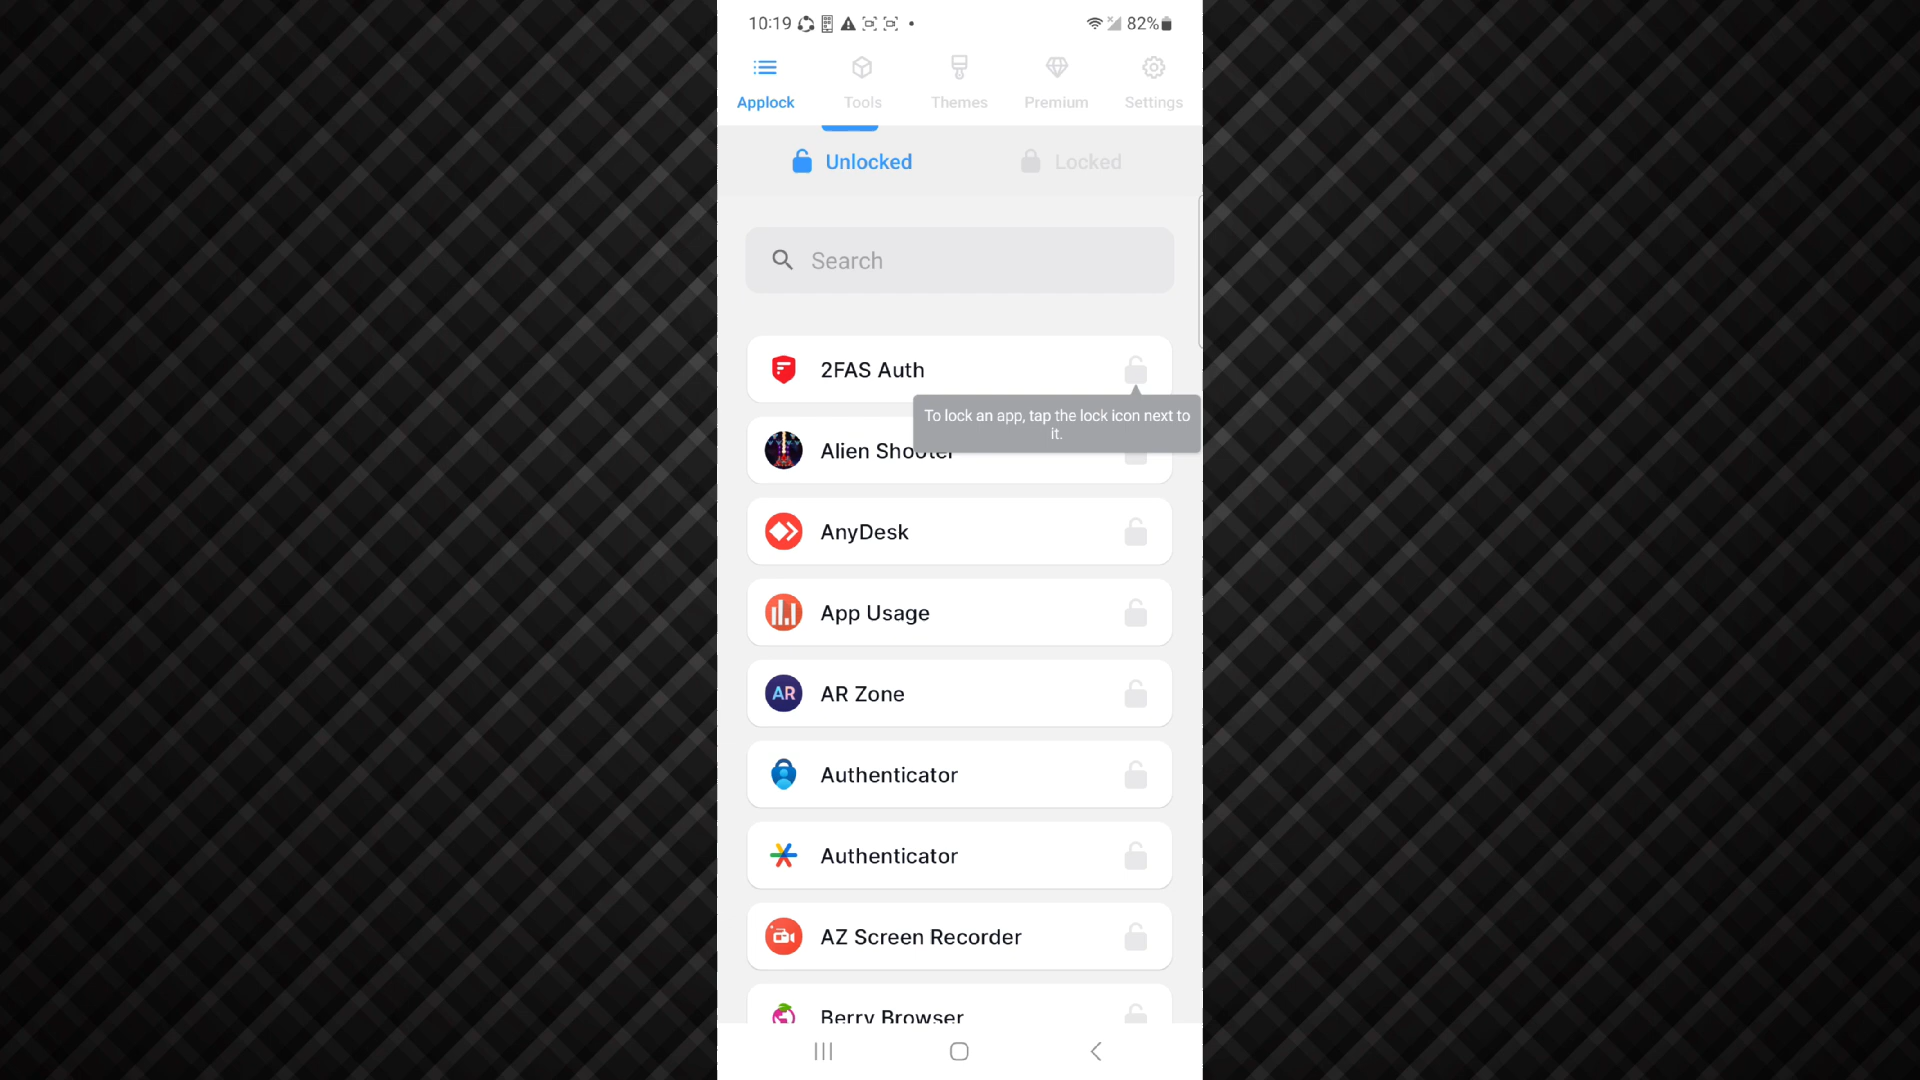 10:19
82%
Applock
Tools
Themes
Premium
Settings
Unlocked
Locked
Search
2FAS Auth
To lock an app, tap the lock icon next to
it.
Alien Shooter
AnyDesk
App Usage
AR
AR Zone
Authenticator
Authenticator
AZ Screen Recorder
Berry Browser